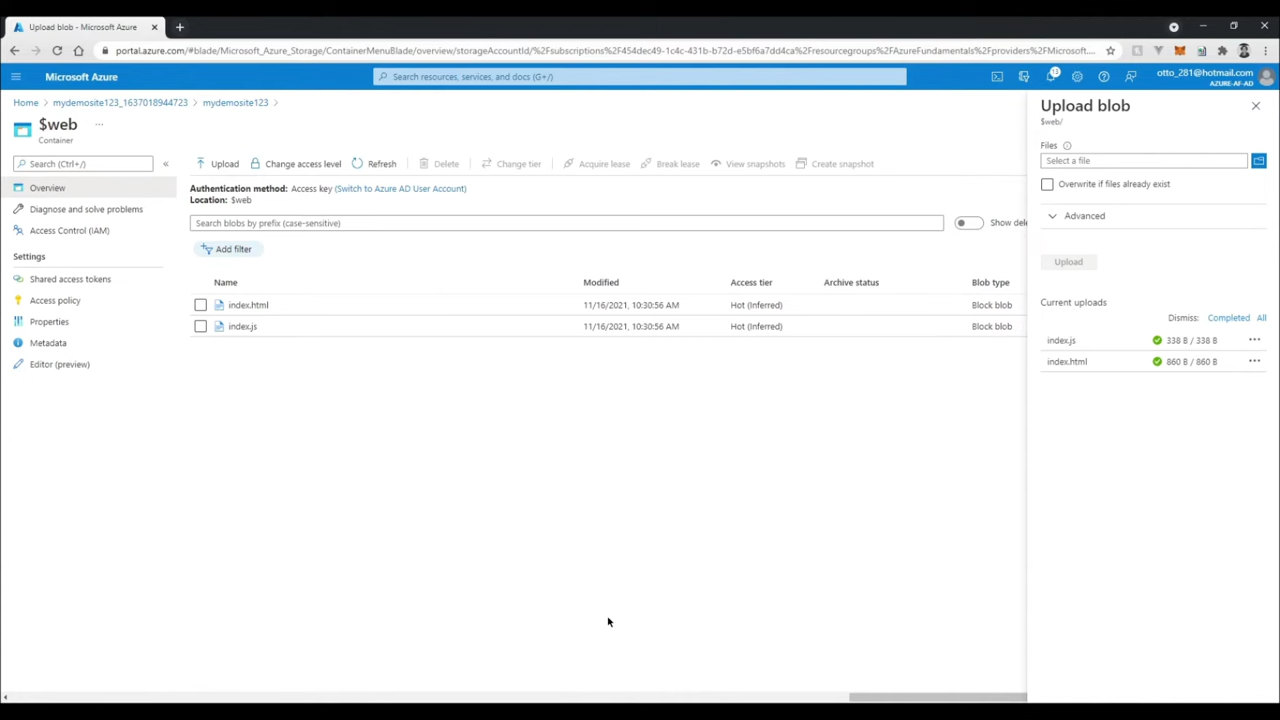 Upload blob - Microsoft Azure
portal.azure.com/#blade/Microsoft_Azure_Storage/ContainerMenuBlade/overview/storageAccountId/%2Fsubscriptions%2F454dec49-1c4c-431b-b72d-e5bf6a7dd4ca%2Fresourcegroups%2FAzureFundamentals%2Fproviders%2FMicrosoft....
Microsoft Azure
Search resources, services, and docs (G+/)
13
otto_281@hotmail.com
AZURE-AF-AD
Home > mydemosite123_1637018944723 > mydemosite123 >
$web ...
Container
Search (Ctrl+/)
«
Overview
Diagnose and solve problems
Access Control (IAM)
Settings
Shared access tokens
Access policy
Properties
Metadata
Editor (preview)
Upload Change access level Refresh Delete Change tier Acquire lease Break lease View snapshots Create snapshot
Authentication method: Access key (Switch to Azure AD User Account)
Location: $web
Search blobs by prefix (case-sensitive)
Show dele
Add filter
Name Modified Access tier Archive status Blob type
index.html 11/16/2021, 10:30:56 AM Hot (Inferred) Block blob
index.js 11/16/2021, 10:30:56 AM Hot (Inferred) Block blob
Upload blob
$web/
Files
Select a file
Overwrite if files already exist
Advanced
Upload
Current uploads
Dismiss: Completed All
index.js 338 B / 338 B ...
index.html 860 B / 860 B ...